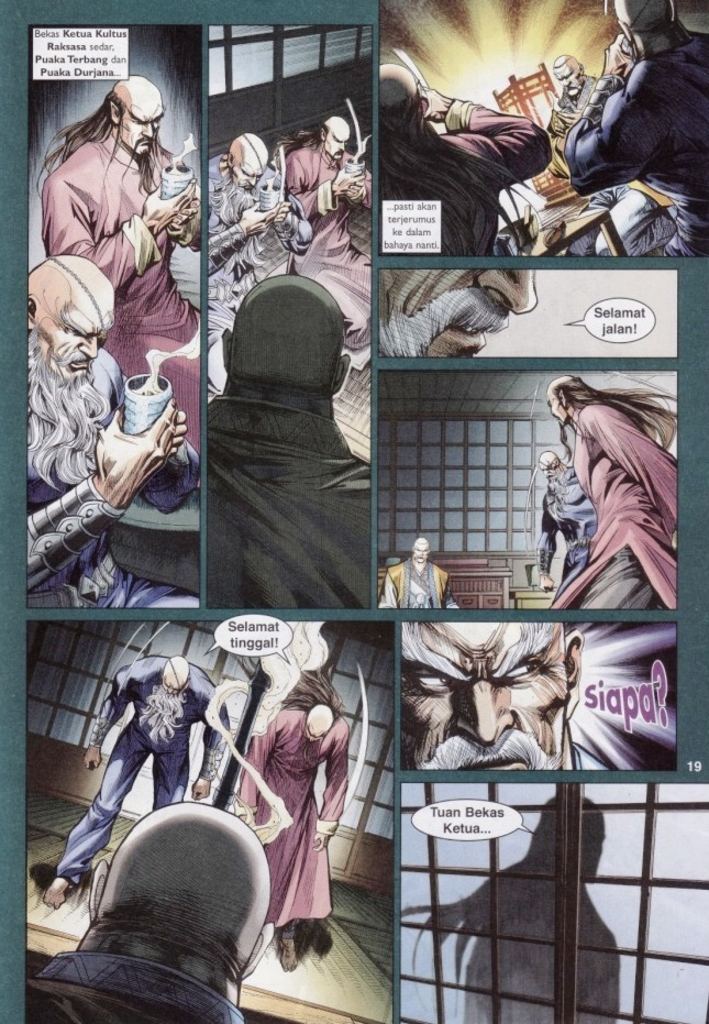 Bekas Ketua Kultus
Raksasa sedar,
Puaka Terbang dan
Puaka Durjana...
...pasti akan
terjerumus
ke dalam
bahaya nanti.
Selamat
jalan!
Selamat
tinggal!
siapa?
19
Tuan Bekas
Ketua...